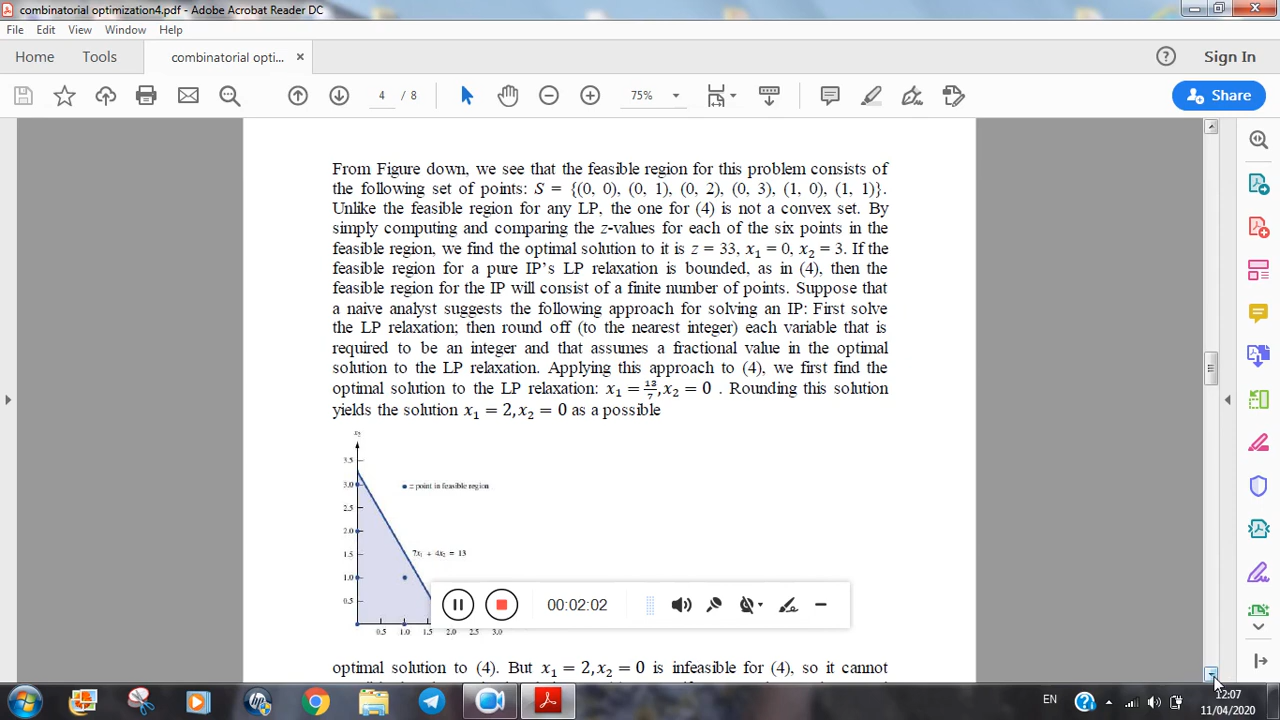 combinatorial optimization4.pdf - Adobe Acrobat Reader DC
File Edit View Window Help
Home Tools combinatorial opti... × Sign In
4 / 8 75% Share
From Figure down, we see that the feasible region for this problem consists of
the following set of points: S = {(0, 0), (0, 1), (0, 2), (0, 3), (1, 0), (1, 1)}.
Unlike the feasible region for any LP, the one for (4) is not a convex set. By
simply computing and comparing the z-values for each of the six points in the
feasible region, we find the optimal solution to it is z = 33, x₁ = 0, x₂ = 3. If the
feasible region for a pure IP's LP relaxation is bounded, as in (4), then the
feasible region for the IP will consist of a finite number of points. Suppose that
a naive analyst suggests the following approach for solving an IP: First solve
the LP relaxation; then round off (to the nearest integer) each variable that is
required to be an integer and that assumes a fractional value in the optimal
solution to the LP relaxation. Applying this approach to (4), we first find the
optimal solution to the LP relaxation: x₁ = 13/7, x₂ = 0 . Rounding this solution
yields the solution x₁ = 2, x₂ = 0 as a possible
x₂
3.5
3.0
= point in feasible region
2.5
2.0
1.5
7x₁ + 4x₂ = 13
1.0
0.5
0.5 1.0 1.5 2.0 2.5 3.0
00:02:02
optimal solution to (4). But x₁ = 2, x₂ = 0 is infeasible for (4), so it cannot
EN
12:07
11/04/2020